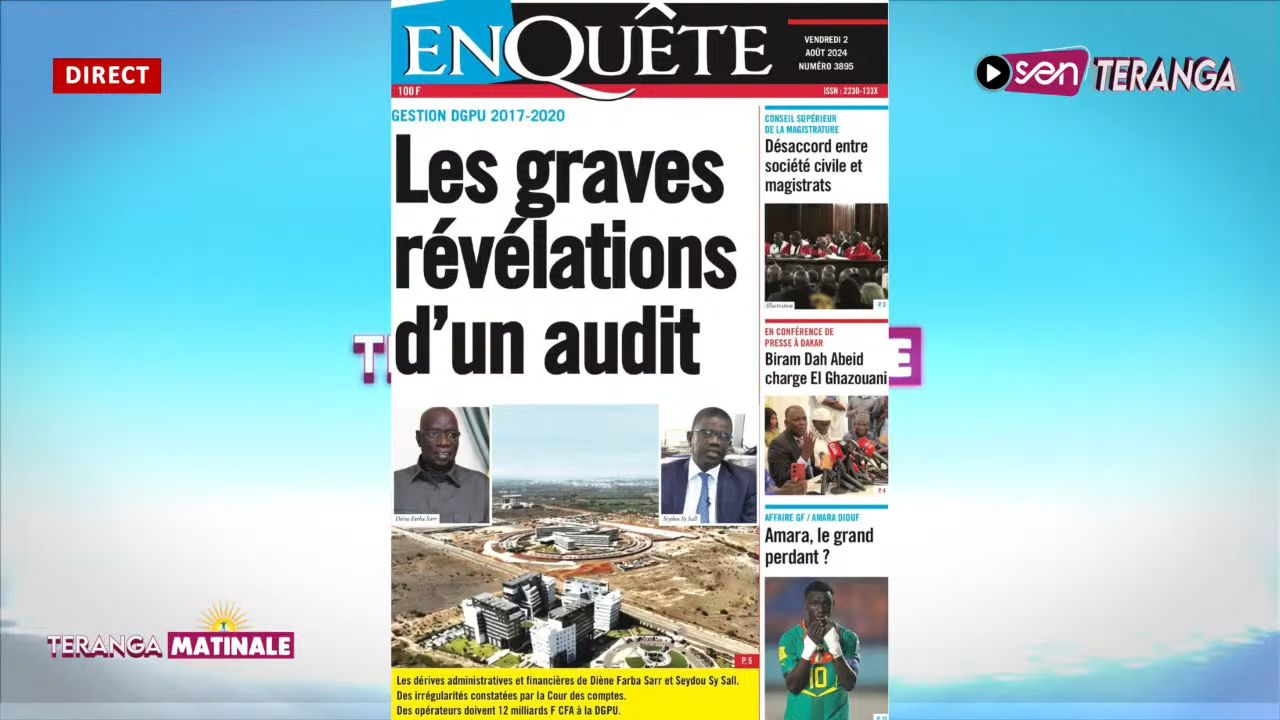 DIRECT
sen TERANGA
ENQUÊTE
VENDREDI 2
AOÛT 2024
NUMÉRO 3895
100 F
ISSN : 2230-133X
GESTION DGPU 2017-2020
Les graves
révélations
d'un audit
Diène Farba Sarr
Seydou Sy Sall
P. 5
Les dérives administratives et financières de Diène Farba Sarr et Seydou Sy Sall.
Des irrégularités constatées par la Cour des comptes.
Des opérateurs doivent 12 milliards F CFA à la DGPU.
CONSEIL SUPÉRIEUR
DE LA MAGISTRATURE
Désaccord entre
société civile et
magistrats
Illustration
P. 3
EN CONFÉRENCE DE
PRESSE À DAKAR
Biram Dah Abeid
charge El Ghazouani
P. 4
AFFAIRE GF / AMARA DIOUF
Amara, le grand
perdant ?
10
TERANGA MATINALE